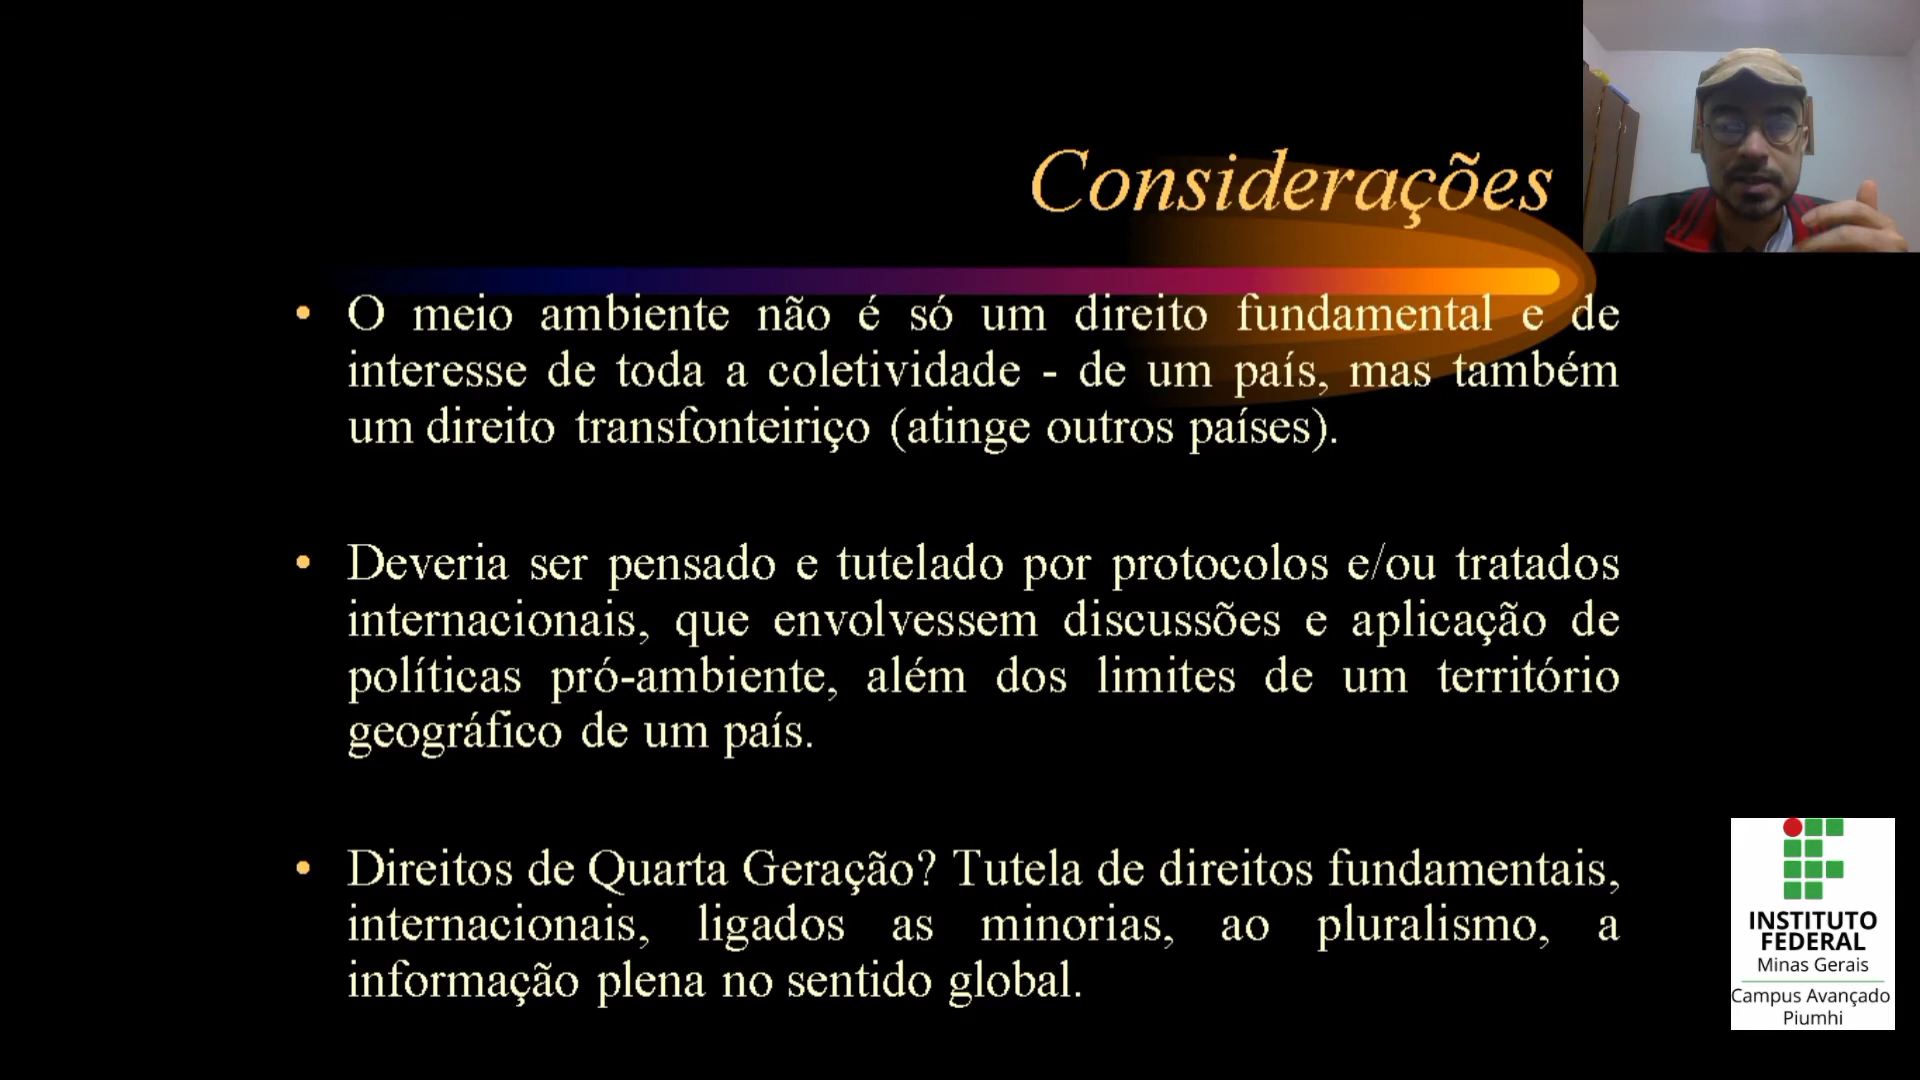 Considerações
• O meio ambiente não é só um direito fundamental e de
interesse de toda a coletividade - de um país, mas também
um direito transfonteiriço (atinge outros países).
• Deveria ser pensado e tutelado por protocolos e/ou tratados
internacionais, que envolvessem discussões e aplicação de
políticas pró-ambiente, além dos limites de um território
geográfico de um país.
• Direitos de Quarta Geração? Tutela de direitos fundamentais,
internacionais, ligados as minorias, ao pluralismo, a
informação plena no sentido global.
INSTITUTO
FEDERAL
Minas Gerais
Campus Avançado
Piumhi